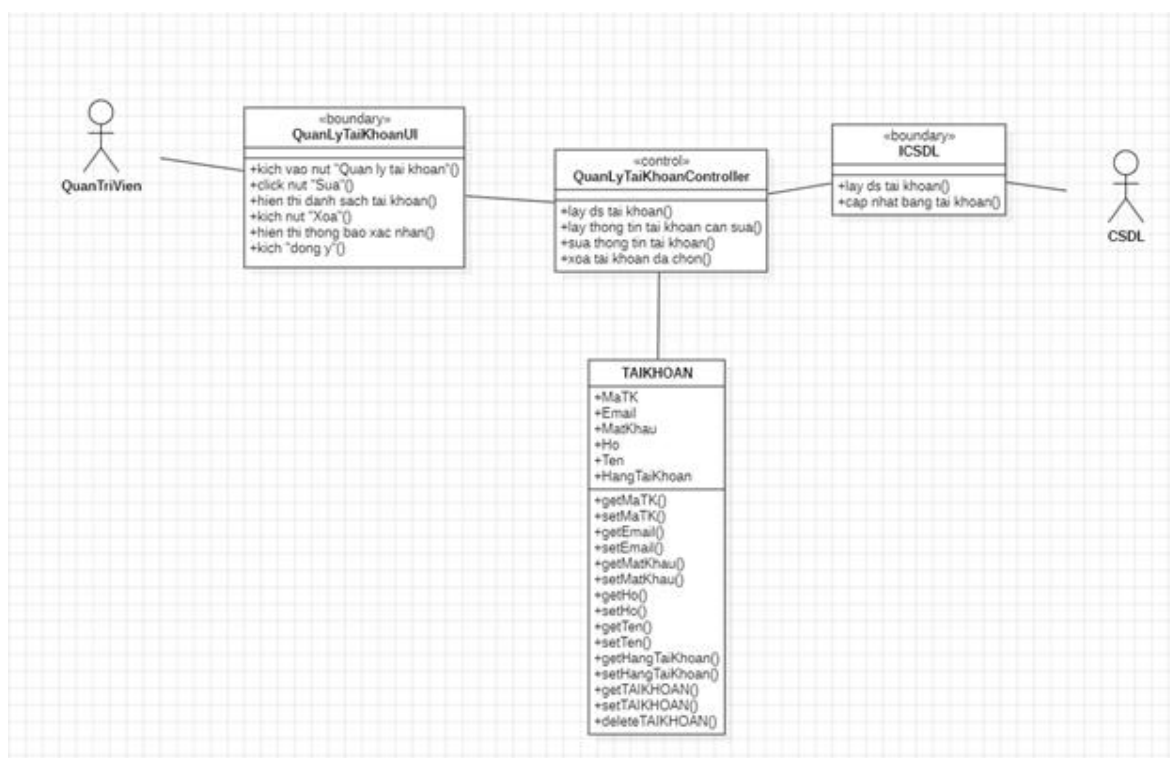 QuanTriVien
«boundary»
QuanLyTaiKhoanUI
+kich vao nut "Quan ly tai khoan"()
+click nut "Sua"()
+hien thi danh sach tai khoan()
+kich nut "Xoa"()
+hien thi thong bao xac nhan()
+kich "dong y"()
«control»
QuanLyTaiKhoanController
+lay ds tai khoan()
+lay thong tin tai khoan can sua()
+sua thong tin tai khoan()
+xoa tai khoan da chon()
«boundary»
ICSDL
+lay ds tai khoan()
+cap nhat bang tai khoan()
CSDL
TAIKHOAN
+MaTK
+Email
+MatKhau
+Ho
+Ten
+HangTaiKhoan
+getMaTK()
+setMaTK()
+getEmail()
+setEmail()
+getMatKhau()
+setMatKhau()
+getHo()
+setHo()
+getTen()
+setTen()
+getHangTaiKhoan()
+setHangTaiKhoan()
+getTAIKHOAN()
+setTAIKHOAN()
+deleteTAIKHOAN()